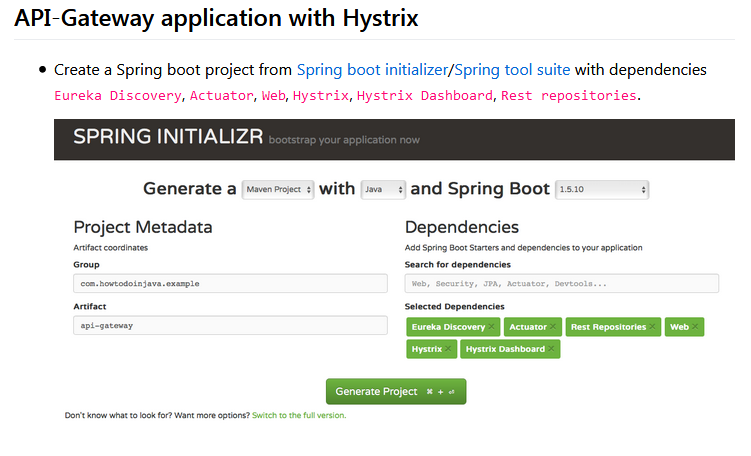 API-Gateway application with Hystrix
Create a Spring boot project from Spring boot initializer/Spring tool suite with dependencies
Eureka Discovery, Actuator, Web, Hystrix, Hystrix Dashboard, Rest repositories.
SPRING INITIALIZR bootstrap your application now
Generate a Maven Project with Java and Spring Boot 1.5.10
Project Metadata
Artifact coordinates
Group
com.howtodoinjava.example
Artifact
api-gateway
Dependencies
Add Spring Boot Starters and dependencies to your application
Search for dependencies
Web, Security, JPA, Actuator, Devtools...
Selected Dependencies
Eureka Discovery × Actuator × Rest Repositories × Web ×
Hystrix × Hystrix Dashboard ×
Generate Project ⌘ + ⏎
Don't know what to look for? Want more options? Switch to the full version.